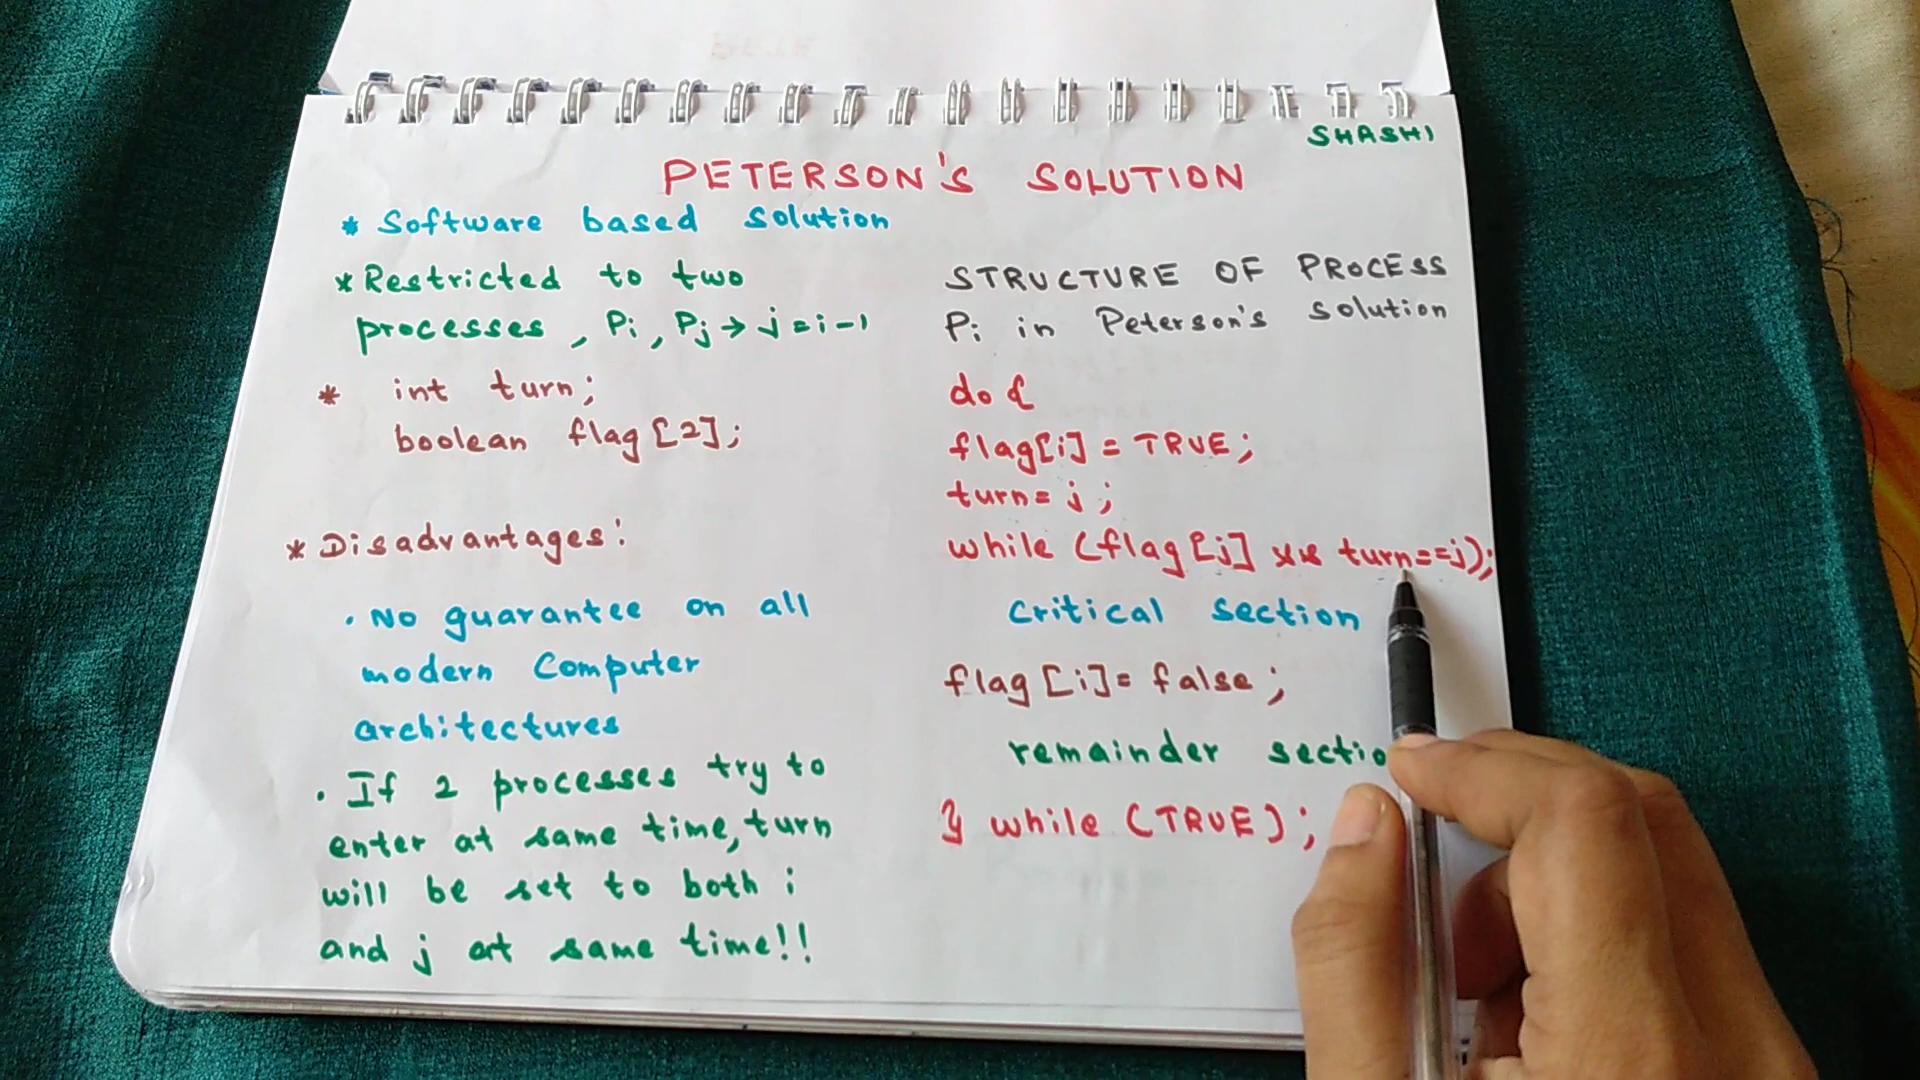 SHASHI
PETERSON'S SOLUTION
* Software based solution
* Restricted to two
processes, Pi, Pj → j = i-1
* int turn;
boolean flag[2];
* Disadvantages:
. No guarantee on all
modern Computer
architectures
. If 2 processes try to
enter at same time, turn
will be set to both i
and j at same time!!
STRUCTURE OF PROCESS
Pi in Peterson's solution
do {
flag[i] = TRUE;
turn = j;
while (flag[j] && turn==j);
critical section
flag[i] = false;
remainder sectio
} while (TRUE);